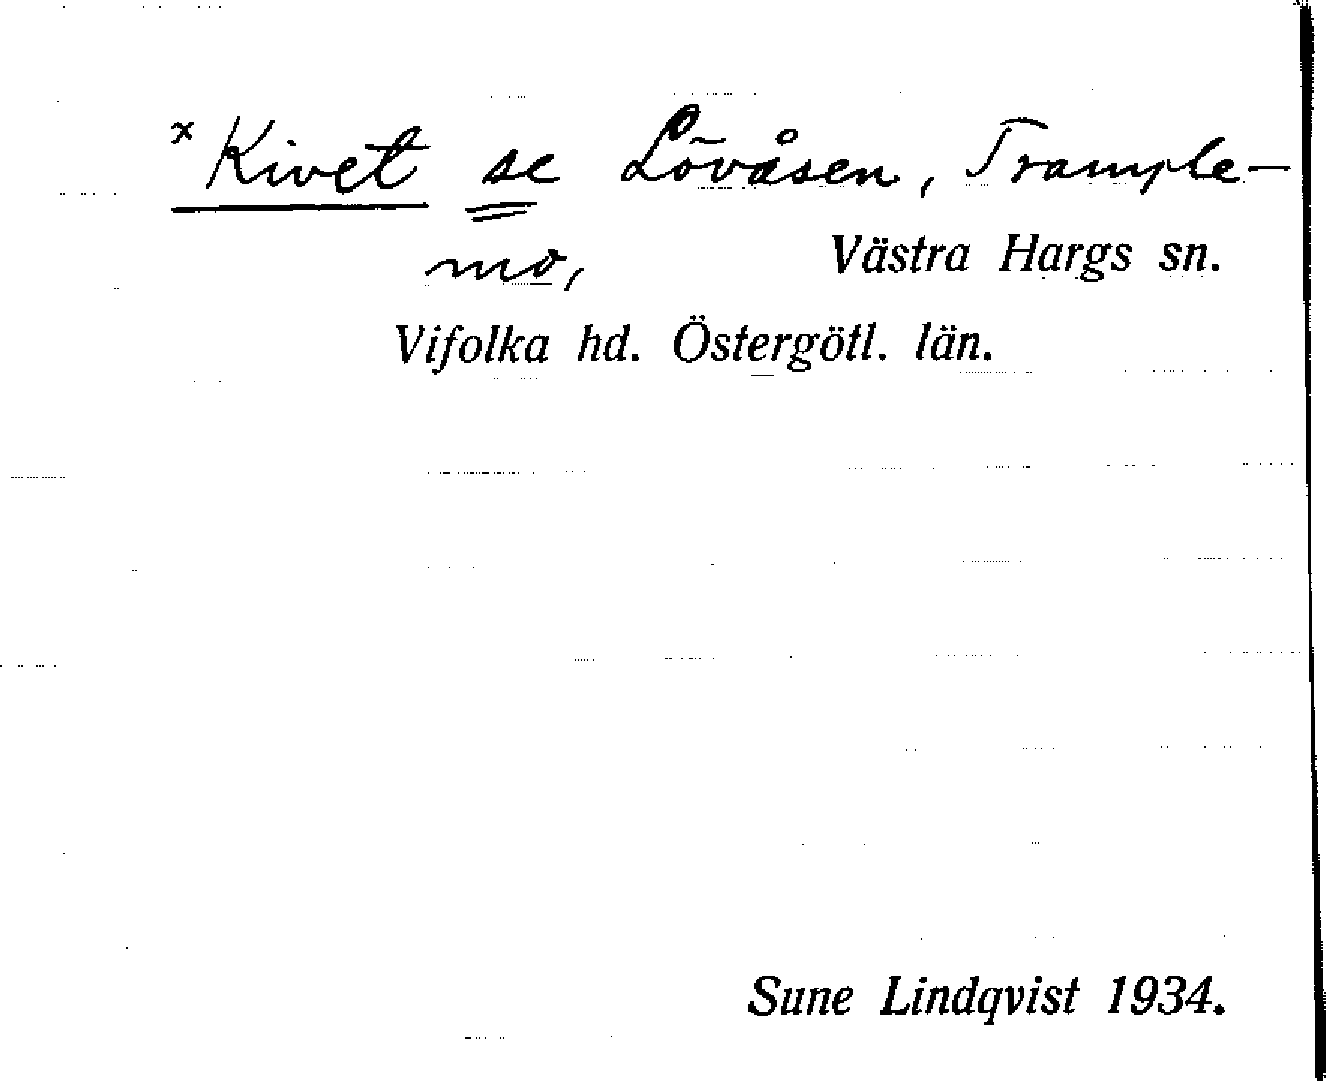 x Kivet se Lövåsen, Trample-
mo, Västra Hargs sn.
Vifolka hd. Östergötl. län.
Sune Lindqvist 1934.